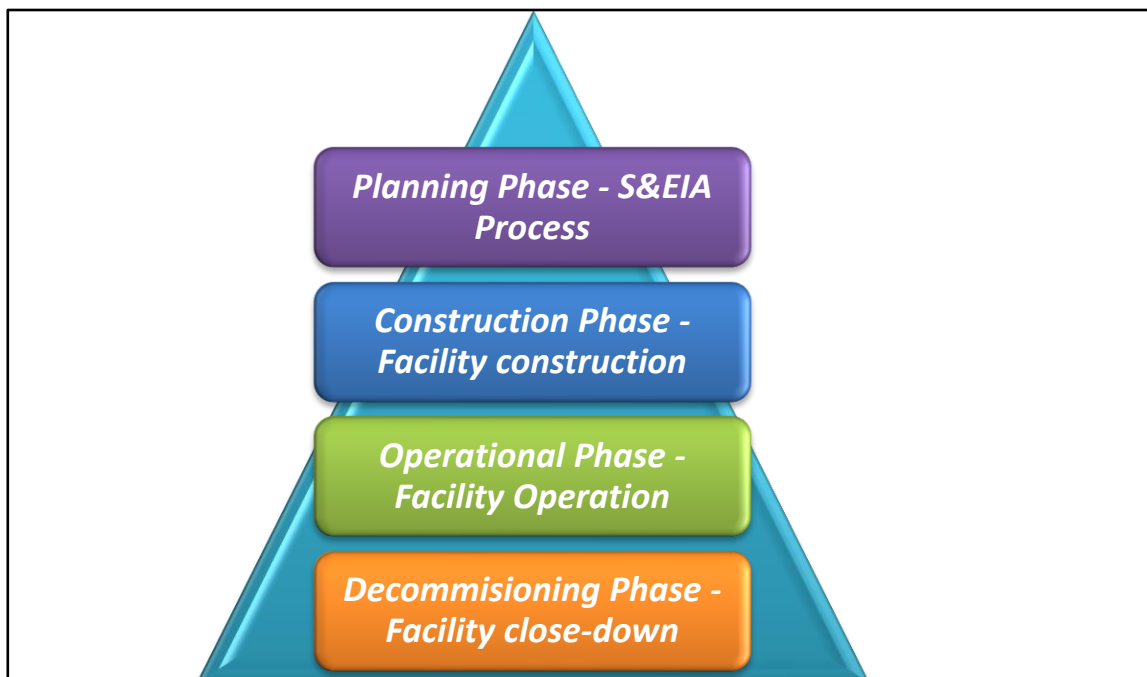 Planning Phase - S&EIA
Process
Construction Phase -
Facility construction
Operational Phase -
Facility Operation
Decommisioning Phase -
Facility close-down